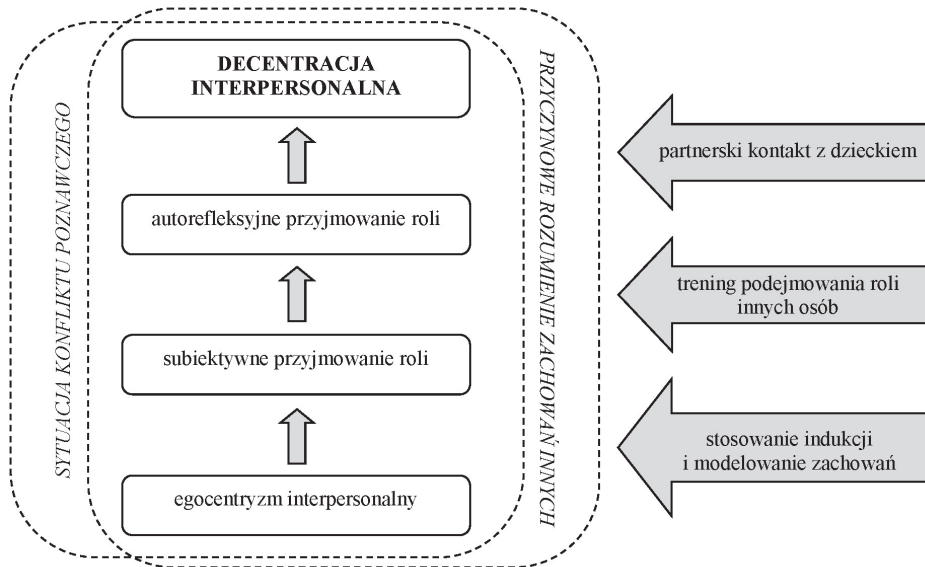 DECENTRACJA
INTERPERSONALNA
autorefleksyjne przyjmowanie roli
subiektywne przyjmowanie roli
egocentryzm interpersonalny
SYTUACJA KONFLIKTU POZNAWCZEGO
PRZYCZYNOWE ROZUMIENIE ZACHOWAŃ INNYCH
partnerski kontakt z dzieckiem
trening podejmowania roli
innych osób
stosowanie indukcji
i modelowanie zachowań